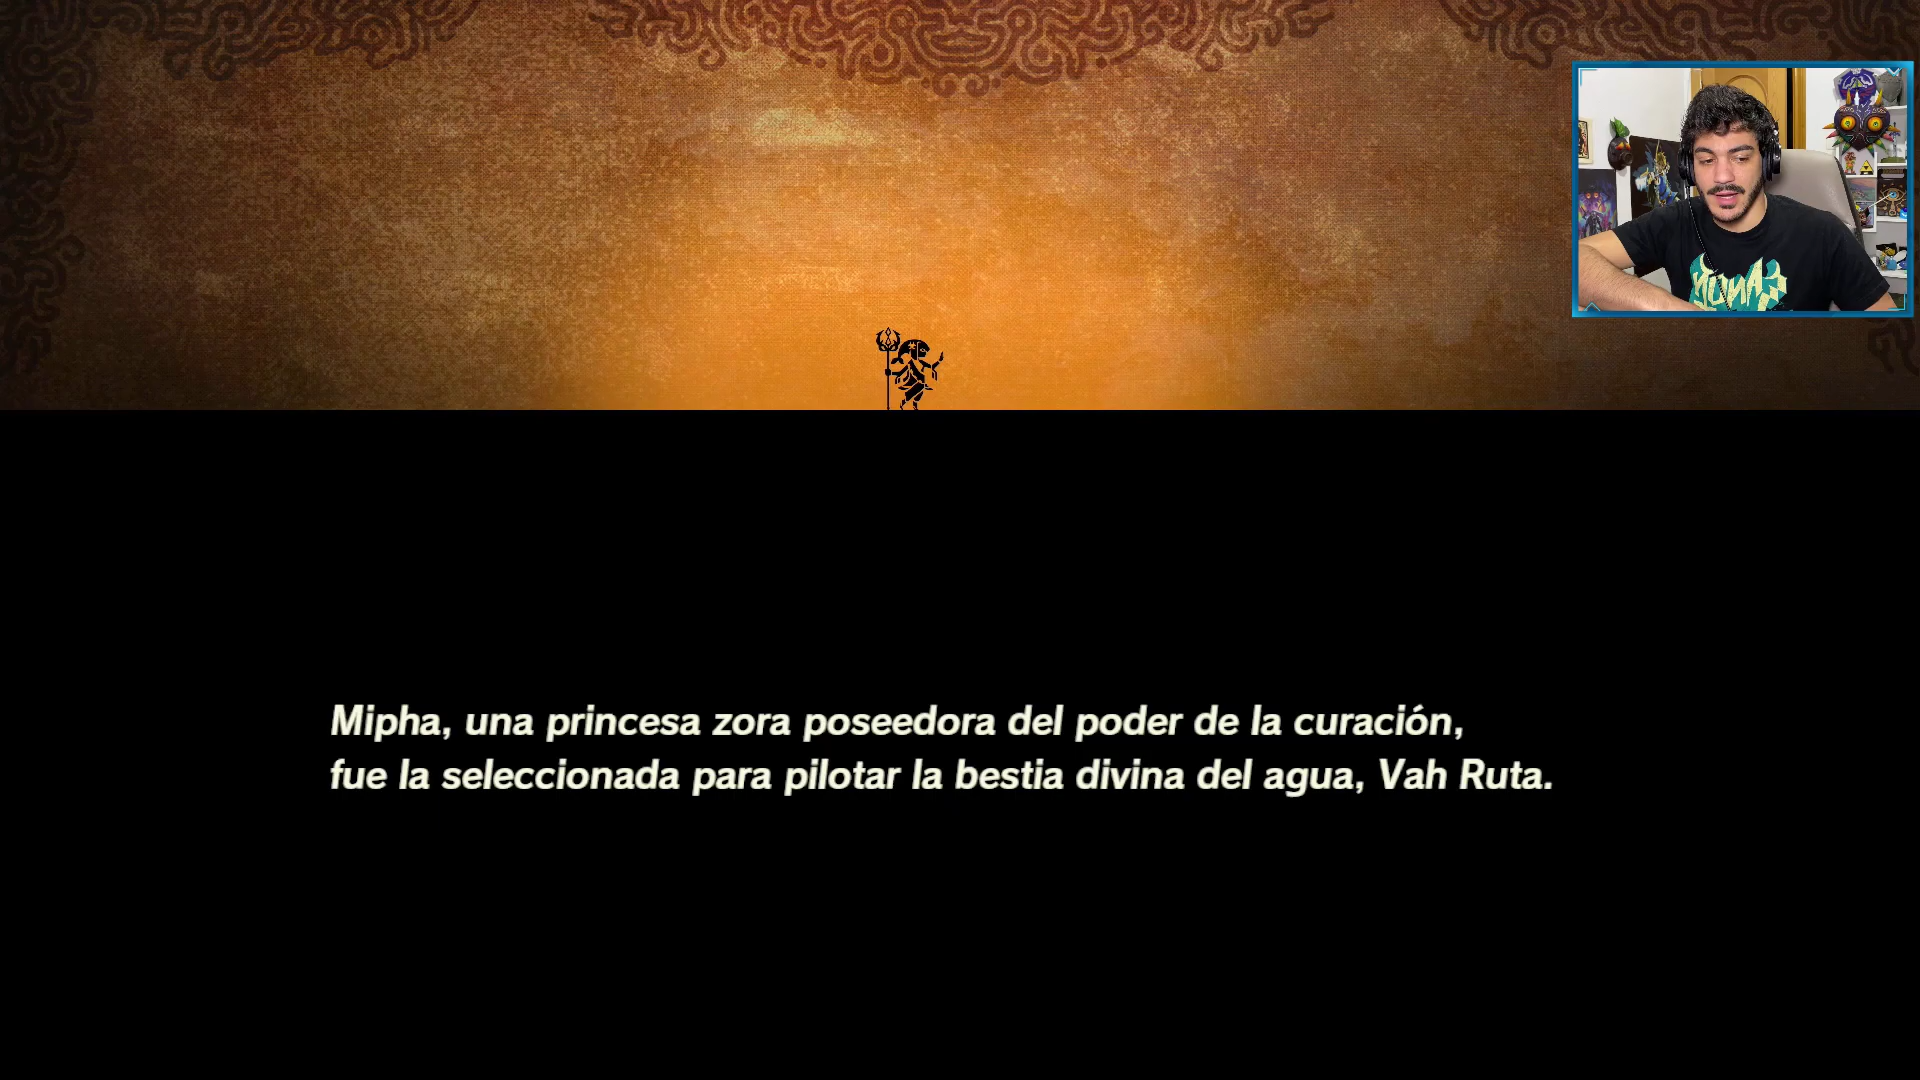 Mipha, una princesa zora poseedora del poder de la curación,
fue la seleccionada para pilotar la bestia divina del agua, Vah Ruta.